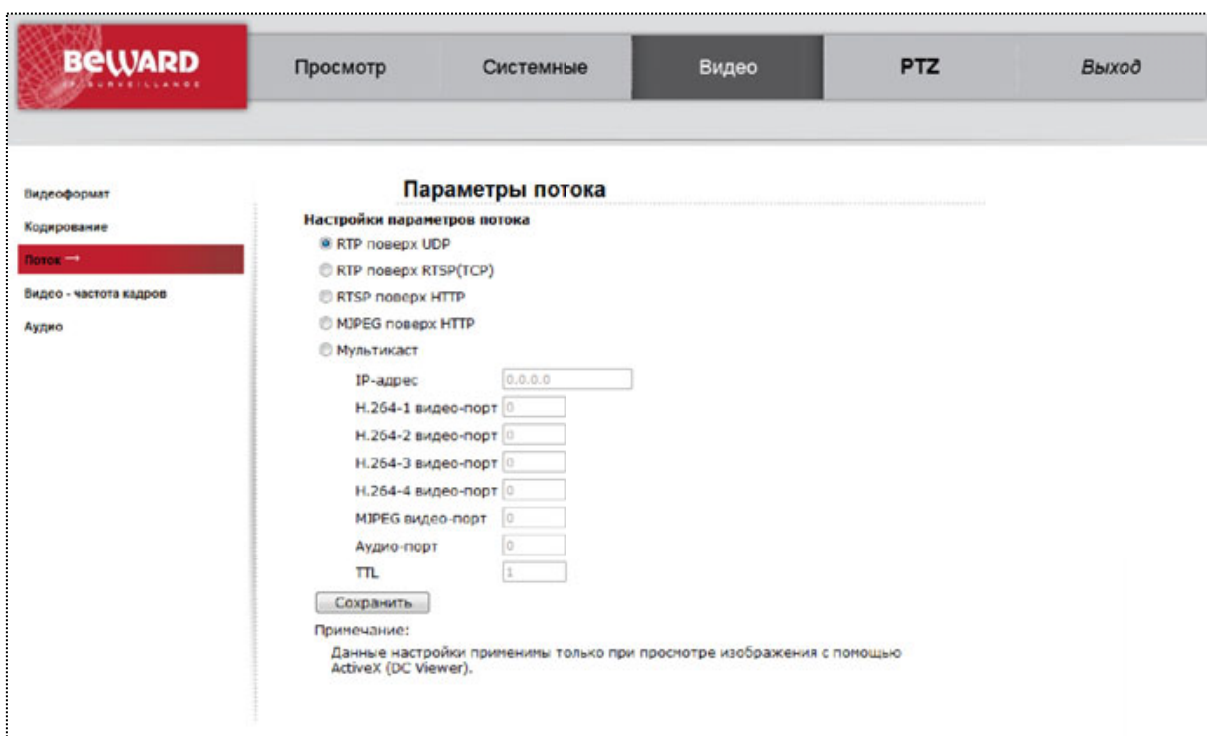 BEWARD
IP SURVEILLANCE
Просмотр
Системные
Видео
PTZ
Выход
Видеоформат
Кодирование
Поток →
Видео - частота кадров
Аудио
Параметры потока
Настройки параметров потока
RTP поверх UDP
RTP поверх RTSP(TCP)
RTSP поверх HTTP
MJPEG поверх HTTP
Мультикаст
IP-адрес 0.0.0.0
H.264-1 видео-порт 0
H.264-2 видео-порт 0
H.264-3 видео-порт 0
H.264-4 видео-порт 0
MJPEG видео-порт 0
Аудио-порт 0
TTL 1
Сохранить
Примечание:
Данные настройки применимы только при просмотре изображения с помощью
ActiveX (DC Viewer).